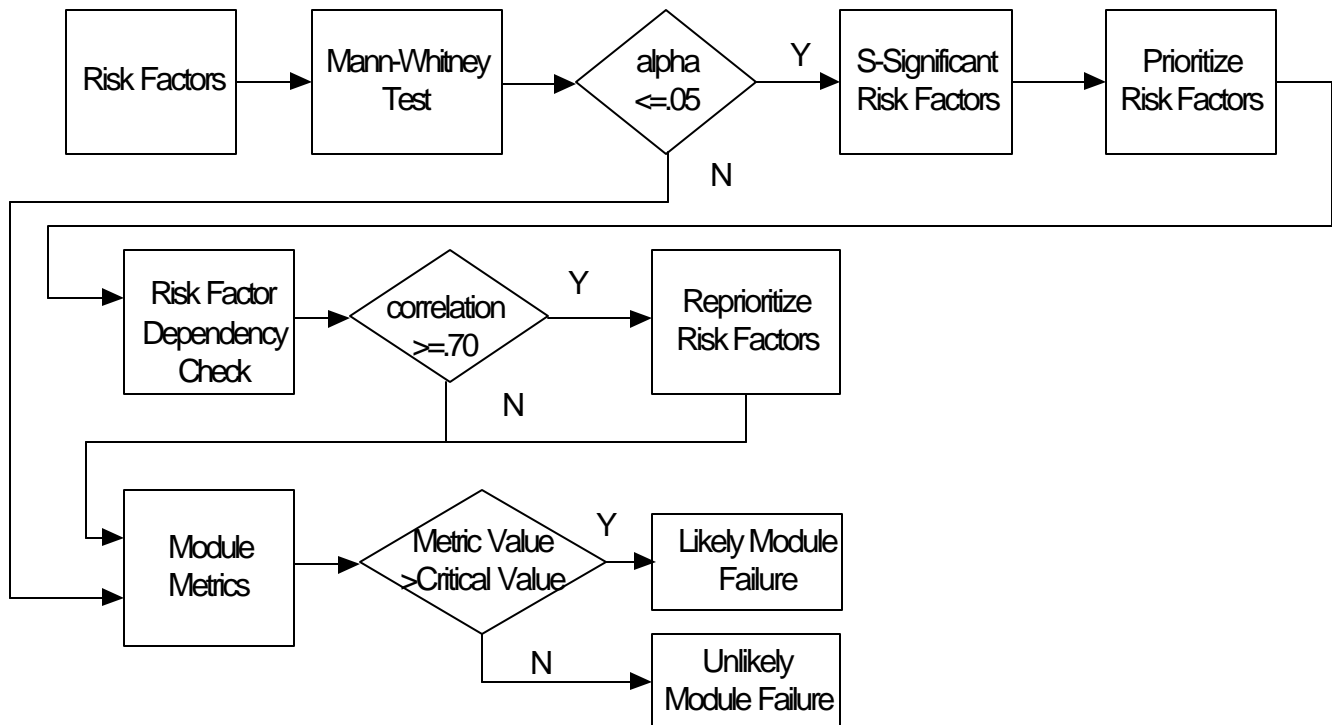 Risk Factors
Mann-Whitney
Test
alpha
<=.05
Y
N
S-Significant
Risk Factors
Prioritize
Risk Factors
Risk Factor
Dependency
Check
correlation
>=.70
Y
N
Reprioritize
Risk Factors
Module
Metrics
Metric Value
>Critical Value
Y
N
Likely Module
Failure
Unlikely
Module Failure